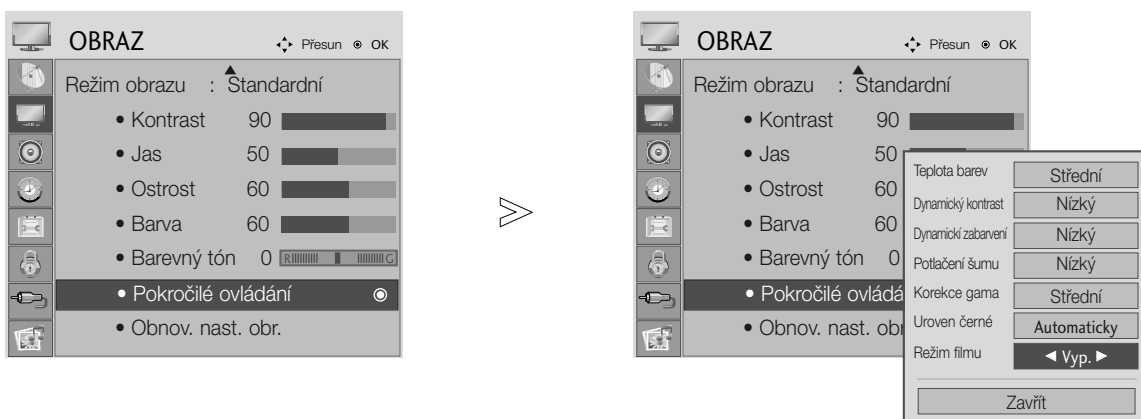 OBRAZ Přesun OK
Režim obrazu : Standardní
• Kontrast 90
• Jas 50
• Ostrost 60
• Barva 60
• Barevný tón 0 R G
• Pokročilé ovládání
• Obnov. nast. obr.
OBRAZ Přesun OK
Režim obrazu : Standardní
• Kontrast 90
• Jas 50
• Ostrost 60
• Barva 60
• Barevný tón 0
• Pokročilé ovládá
• Obnov. nast. obr
Teplota barev Střední
Dynamický kontrast Nízký
Dynamickí zabarvení Nízký
Potlačení šumu Nízký
Korekce gama Střední
Uroven černé Automaticky
Režim filmu ◄ Vyp. ►
Zavřít